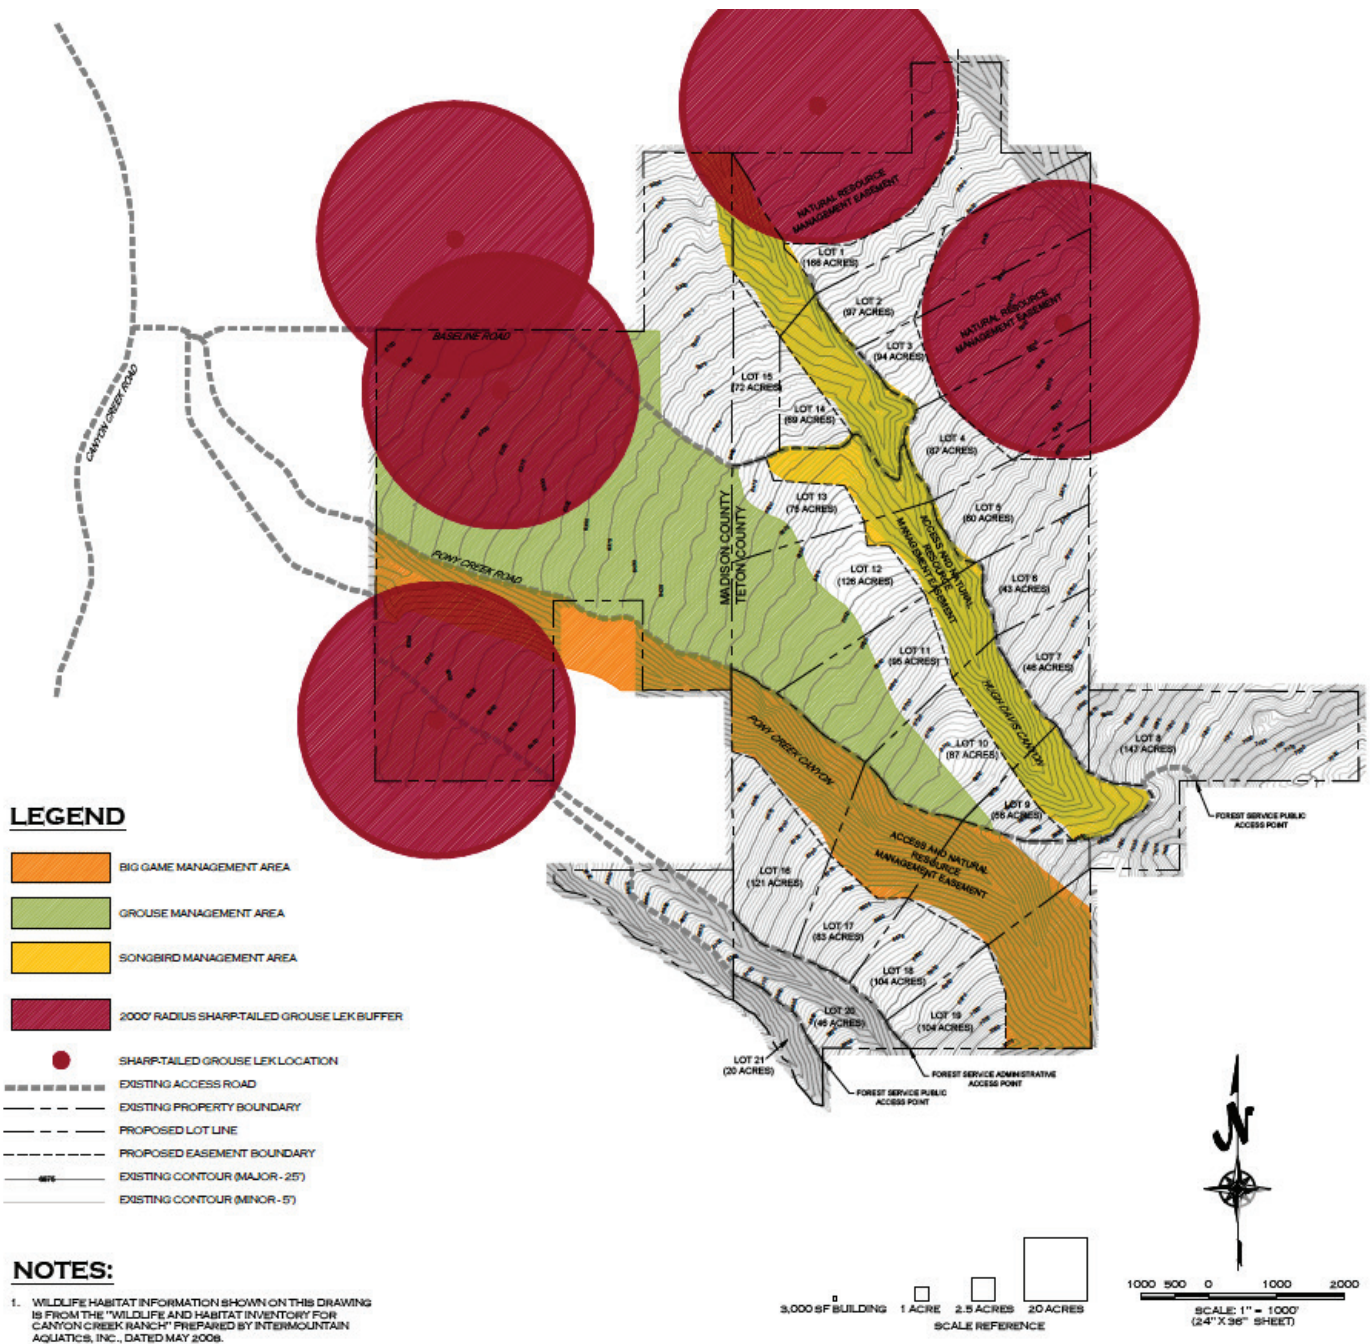 NATURAL RESOURCE
MANAGEMENT EASEMENT
LOT 1
(166 ACRES)
LOT 2
(97 ACRES)
NATURAL RESOURCE
MANAGEMENT EASEMENT
BASELINE ROAD
LOT 3
(94 ACRES)
LOT 15
(72 ACRES)
CANYON CREEK ROAD
LOT 14
(69 ACRES)
LOT 4
(87 ACRES)
LOT 13
(75 ACRES)
LOT 5
(60 ACRES)
MADISON COUNTY
TETON COUNTY
ACCESS AND NATURAL
RESOURCE
MANAGEMENT EASEMENT
PONY CREEK ROAD
LOT 12
(126 ACRES)
LOT 6
(43 ACRES)
LOT 11
(95 ACRES)
LOT 7
(46 ACRES)
HUGH DAVIS CANYON
PONY CREEK CANYON
LOT 10
(87 ACRES)
LOT 8
(147 ACRES)
LOT 9
(56 ACRES)
FOREST SERVICE PUBLIC
ACCESS POINT
ACCESS AND NATURAL
RESOURCE
MANAGEMENT EASEMENT
LOT 16
(121 ACRES)
LOT 17
(83 ACRES)
LOT 18
(104 ACRES)
LOT 20
(46 ACRES)
LOT 19
(104 ACRES)
LOT 21
(20 ACRES)
FOREST SERVICE ADMINISTRATIVE
ACCESS POINT
FOREST SERVICE PUBLIC
ACCESS POINT
LEGEND
BIG GAME MANAGEMENT AREA
GROUSE MANAGEMENT AREA
SONGBIRD MANAGEMENT AREA
2000' RADIUS SHARP-TAILED GROUSE LEK BUFFER
SHARP-TAILED GROUSE LEK LOCATION
EXISTING ACCESS ROAD
EXISTING PROPERTY BOUNDARY
PROPOSED LOT LINE
PROPOSED EASEMENT BOUNDARY
EXISTING CONTOUR (MAJOR - 25')
EXISTING CONTOUR (MINOR - 5')
N
NOTES:
1. WILDLIFE HABITAT INFORMATION SHOWN ON THIS DRAWING
IS FROM THE "WILDLIFE AND HABITAT INVENTORY FOR
CANYON CREEK RANCH" PREPARED BY INTERMOUNTAIN
AQUATICS, INC., DATED MAY 2008.
3,000 SF BUILDING
1 ACRE
2.5 ACRES
20 ACRES
SCALE REFERENCE
1000 500 0 1000 2000
SCALE: 1" = 1000'
(24" X 36" SHEET)